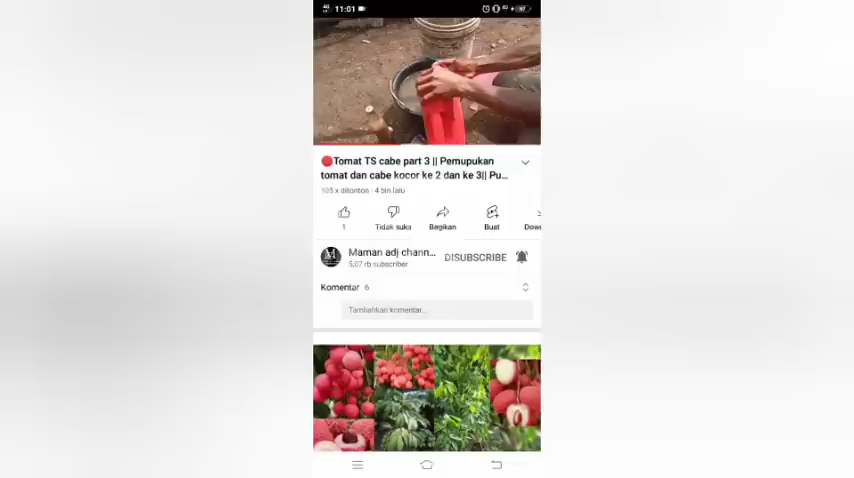 11:01
🔴Tomat TS cabe part 3 || Pemupukan
tomat dan cabe kocor ke 2 dan ke 3|| Pu...
105 x ditonton · 4 bln lalu
1
Tidak suka
Bagikan
Buat
Down
Maman adj chann...
5,07 rb subscriber
DISUBSCRIBE
Komentar 6
Tambahkan komentar...